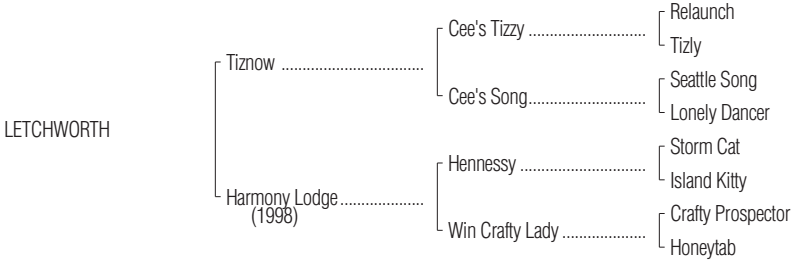 Relaunch
Cee's Tizzy ..............................
Tizly
Tiznow ....................................
Seattle Song
Cee's Song..............................
Lonely Dancer
LETCHWORTH
Storm Cat
Hennessy ................................
Island Kitty
Harmony Lodge.....................
(1998)
Crafty Prospector
Win Crafty Lady .....................
Honeytab